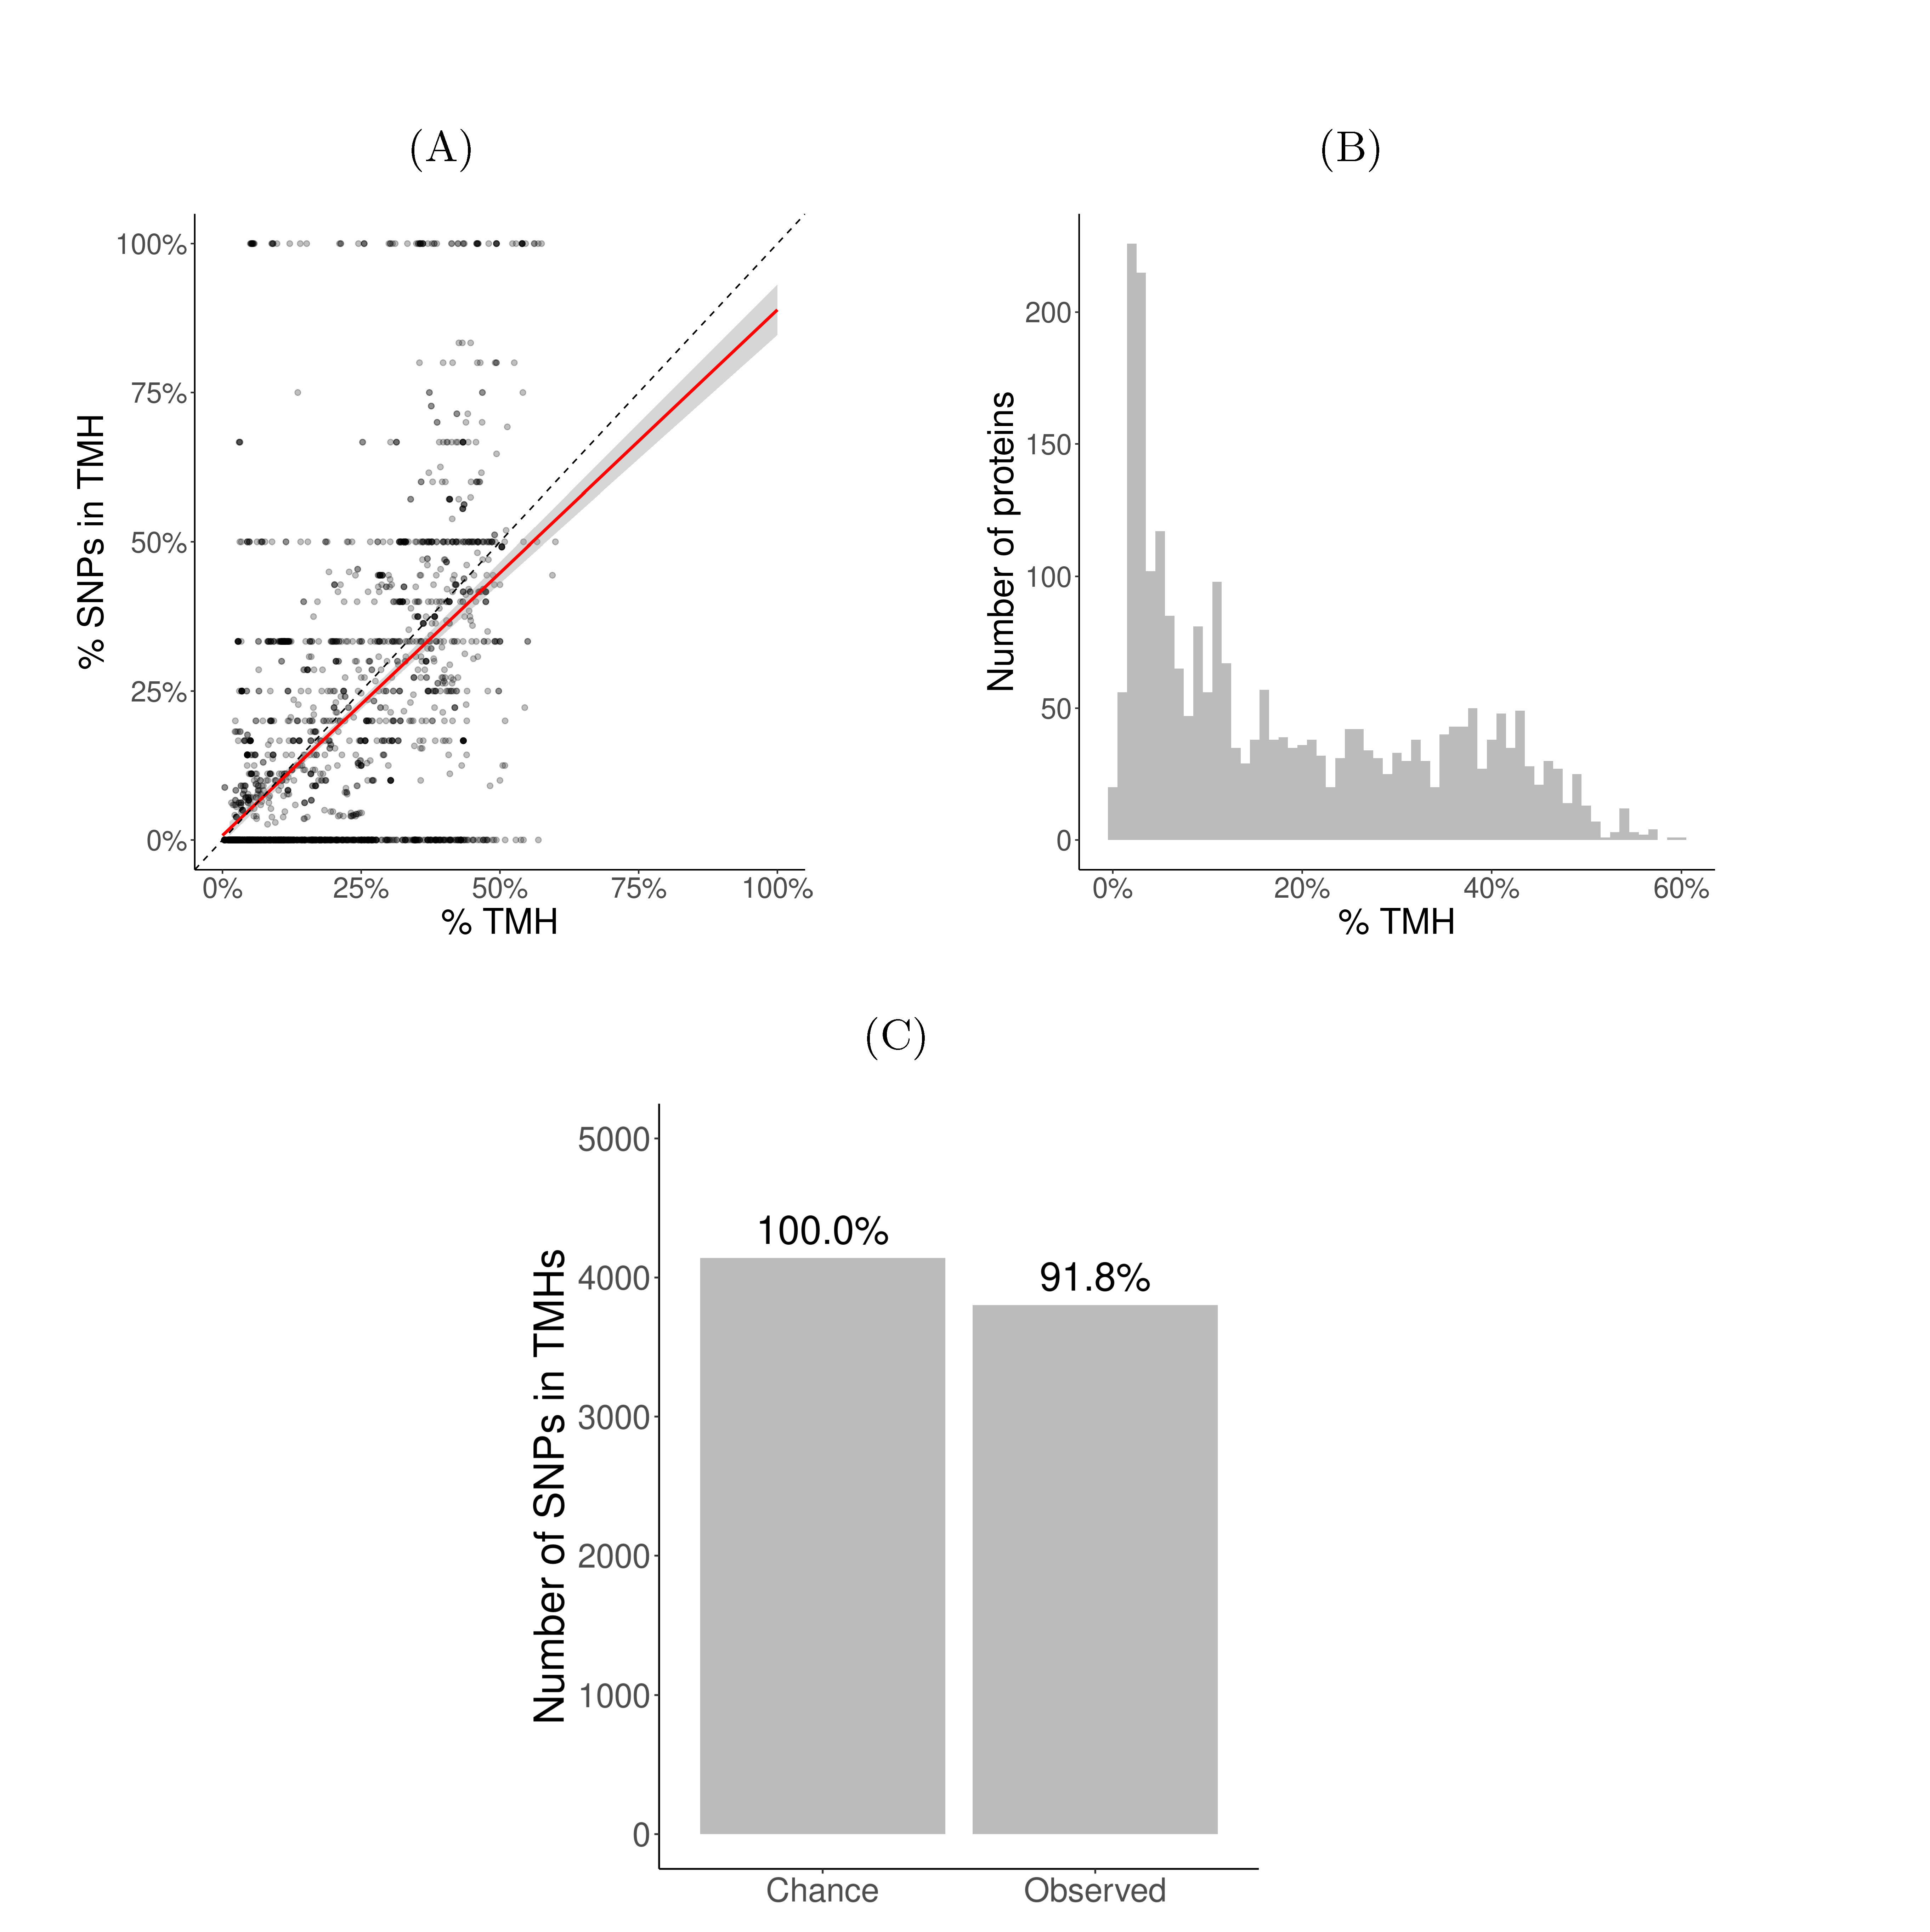 (A)
100%
75%
50%
25%
0%
% SNPs in TMH
0% 25% 50% 75% 100%
% TMH
(B)
200
150
100
50
0
Number of proteins
0% 20% 40% 60%
% TMH
(C)
5000
4000
3000
2000
1000
0
Number of SNPs in TMHs
100.0%
91.8%
Chance Observed